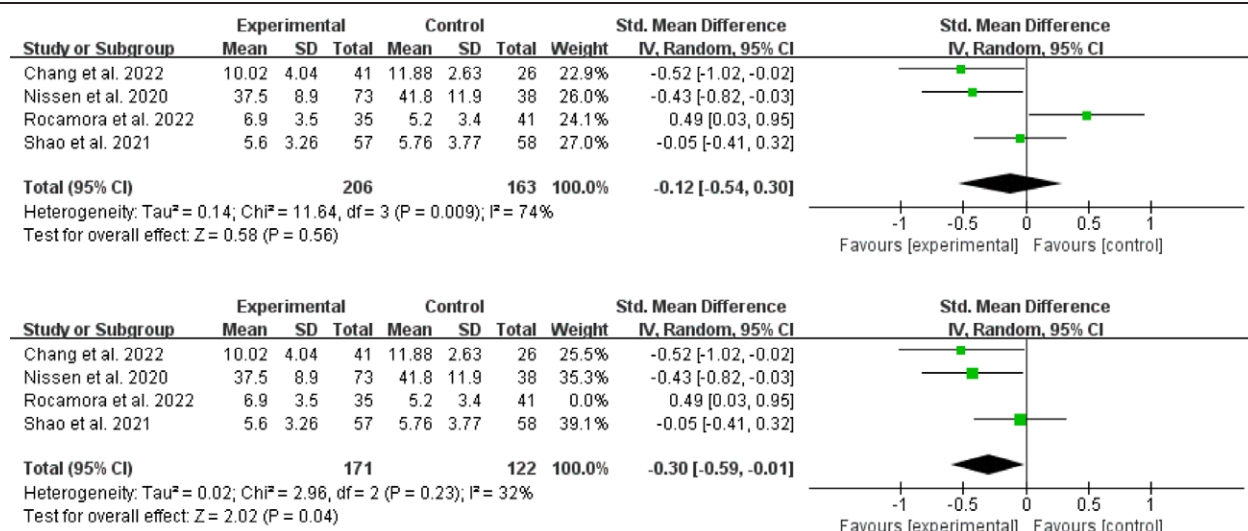 Experimental Control Std. Mean Difference Std. Mean Difference
Study or Subgroup Mean SD Total Mean SD Total Weight IV, Random, 95% CI IV, Random, 95% CI
Chang et al. 2022 10.02 4.04 41 11.88 2.63 26 22.9% -0.52 [-1.02, -0.02]
Nissen et al. 2020 37.5 8.9 73 41.8 11.9 38 26.0% -0.43 [-0.82, -0.03]
Rocamora et al. 2022 6.9 3.5 35 5.2 3.4 41 24.1% 0.49 [0.03, 0.95]
Shao et al. 2021 5.6 3.26 57 5.76 3.77 58 27.0% -0.05 [-0.41, 0.32]
Total (95% CI) 206 163 100.0% -0.12 [-0.54, 0.30]
Heterogeneity: Tau² = 0.14; Chi² = 11.64, df = 3 (P = 0.009); I² = 74%
Test for overall effect: Z = 0.58 (P = 0.56)
-1 -0.5 0 0.5 1
Favours [experimental] Favours [control]
Experimental Control Std. Mean Difference Std. Mean Difference
Study or Subgroup Mean SD Total Mean SD Total Weight IV, Random, 95% CI IV, Random, 95% CI
Chang et al. 2022 10.02 4.04 41 11.88 2.63 26 25.5% -0.52 [-1.02, -0.02]
Nissen et al. 2020 37.5 8.9 73 41.8 11.9 38 35.3% -0.43 [-0.82, -0.03]
Rocamora et al. 2022 6.9 3.5 35 5.2 3.4 41 0.0% 0.49 [0.03, 0.95]
Shao et al. 2021 5.6 3.26 57 5.76 3.77 58 39.1% -0.05 [-0.41, 0.32]
Total (95% CI) 171 122 100.0% -0.30 [-0.59, -0.01]
Heterogeneity: Tau² = 0.02; Chi² = 2.96, df = 2 (P = 0.23); I² = 32%
Test for overall effect: Z = 2.02 (P = 0.04)
-1 -0.5 0 0.5 1
Favours [experimental] Favours [control]